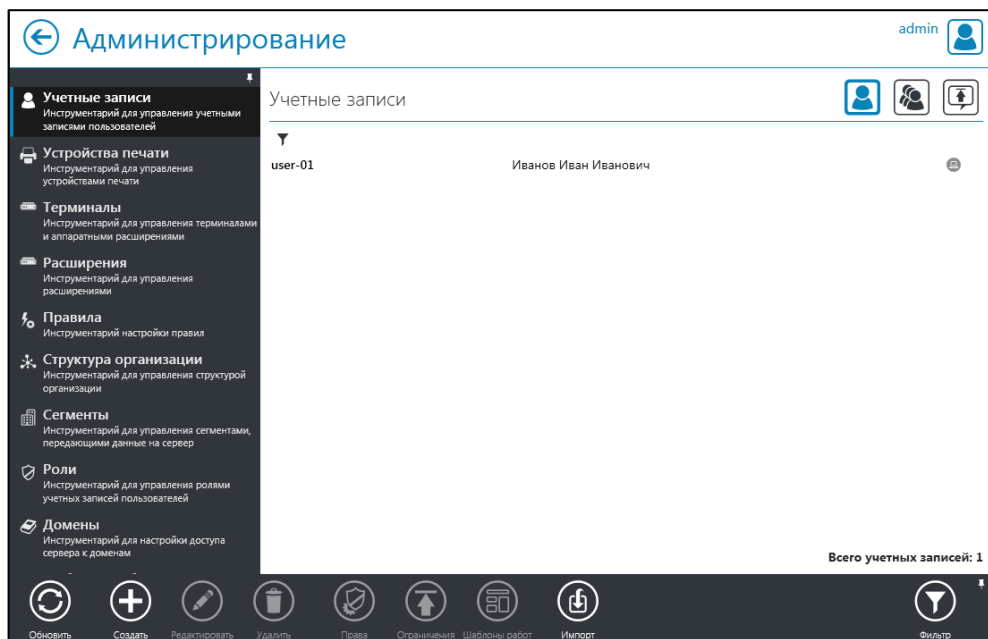 Администрирование
admin
Учетные записи
Инструментарий для управления учетными
записями пользователей
Устройства печати
Инструментарий для управления
устройствами печати
Терминалы
Инструментарий для управления терминалами
и аппаратными расширениями
Расширения
Инструментарий для управления
расширениями
Правила
Инструментарий настройки правил
Структура организации
Инструментарий для управления структурой
организации
Сегменты
Инструментарий для управления сегментами,
передающими данные на сервер
Роли
Инструментарий для управления ролями
учетных записей пользователей
Домены
Инструментарий для настройки доступа
сервера к доменам
Учетные записи
user-01 Иванов Иван Иванович
Всего учетных записей: 1
Обновить Создать Редактировать Удалить Права Ограничения Шаблоны работ Импорт Фильтр